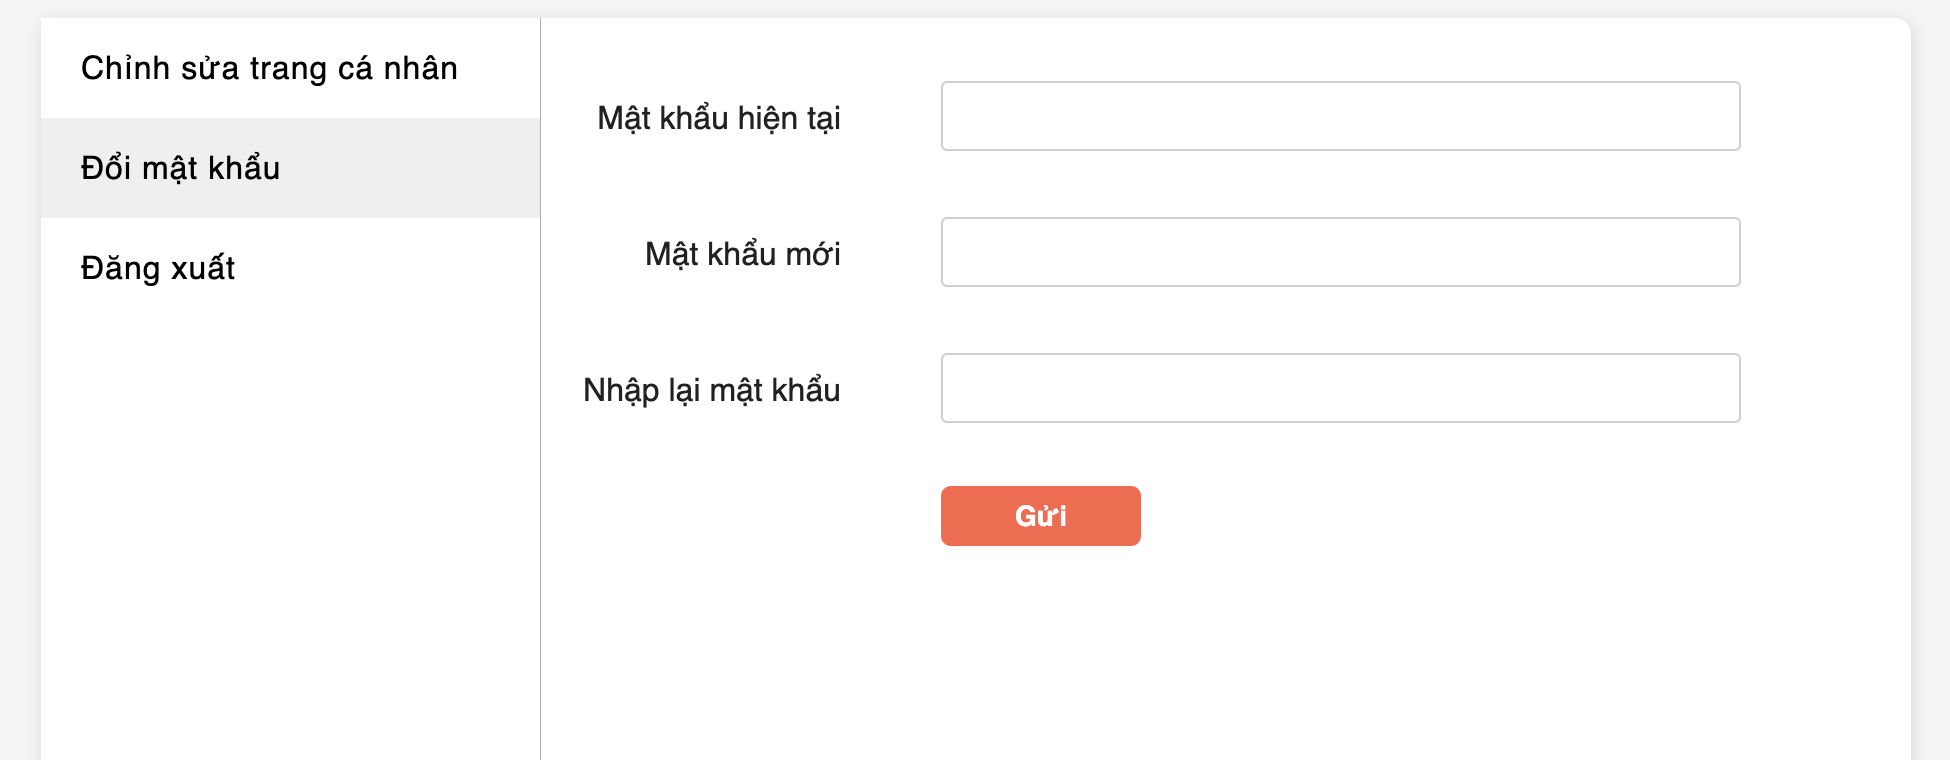 Chỉnh sửa trang cá nhân
Đổi mật khẩu
Đăng xuất
Mật khẩu hiện tại
Mật khẩu mới
Nhập lại mật khẩu
Gửi